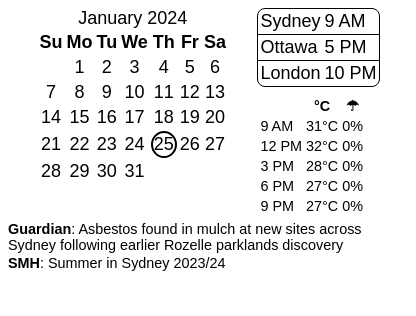 January 2024
Su Mo Tu We Th Fr Sa
1 2 3 4 5 6
7 8 9 10 11 12 13
14 15 16 17 18 19 20
21 22 23 24 25 26 27
28 29 30 31
Sydney 9 AM
Ottawa 5 PM
London 10 PM
°C ☂
9 AM 31°C 0%
12 PM 32°C 0%
3 PM 28°C 0%
6 PM 27°C 0%
9 PM 27°C 0%
Guardian: Asbestos found in mulch at new sites across
Sydney following earlier Rozelle parklands discovery
SMH: Summer in Sydney 2023/24